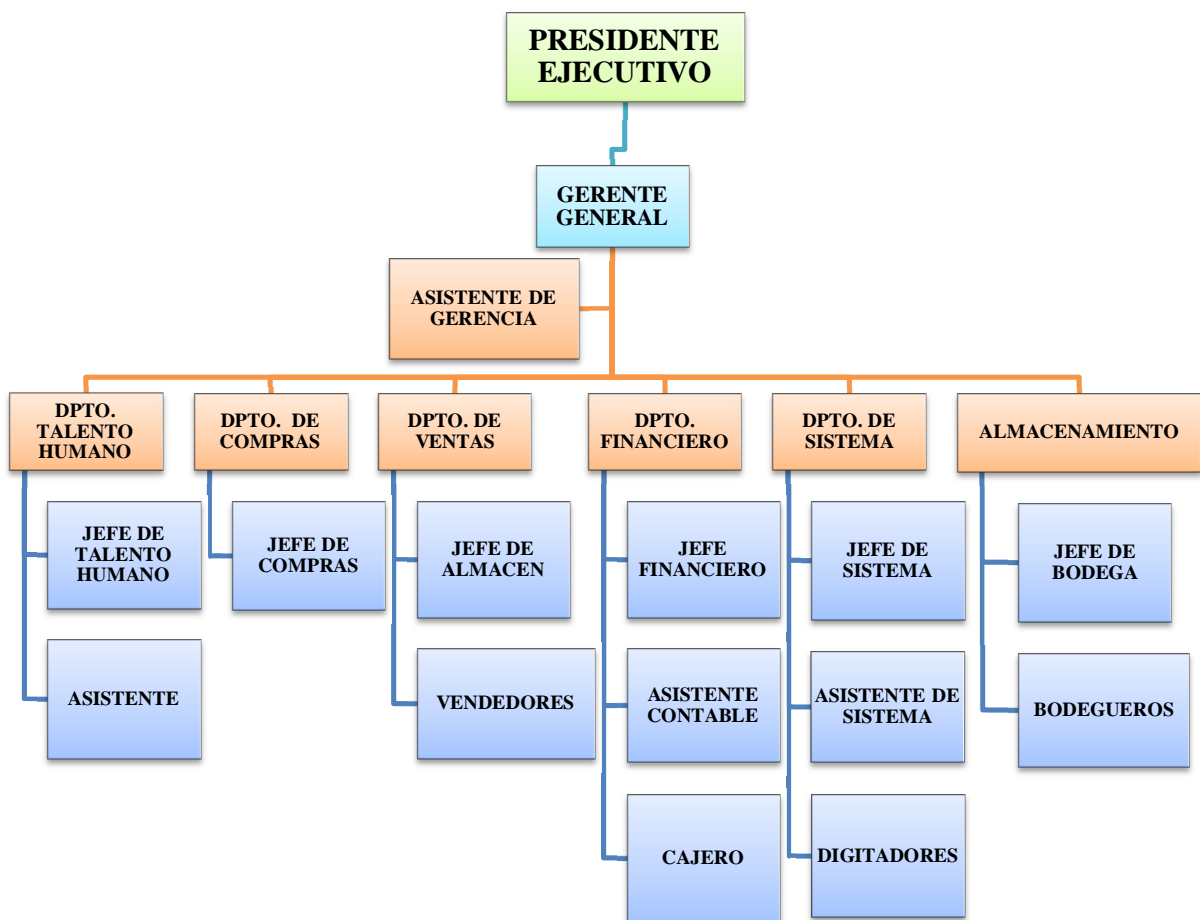 PRESIDENTE
EJECUTIVO
GERENTE
GENERAL
ASISTENTE DE
GERENCIA
DPTO.
TALENTO
HUMANO
DPTO. DE
COMPRAS
DPTO. DE
VENTAS
DPTO.
FINANCIERO
DPTO. DE
SISTEMA
ALMACENAMIENTO
JEFE DE
TALENTO
HUMANO
JEFE DE
COMPRAS
JEFE DE
ALMACEN
JEFE
FINANCIERO
JEFE DE
SISTEMA
JEFE DE
BODEGA
ASISTENTE
VENDEDORES
ASISTENTE
CONTABLE
ASISTENTE DE
SISTEMA
BODEGUEROS
CAJERO
DIGITADORES